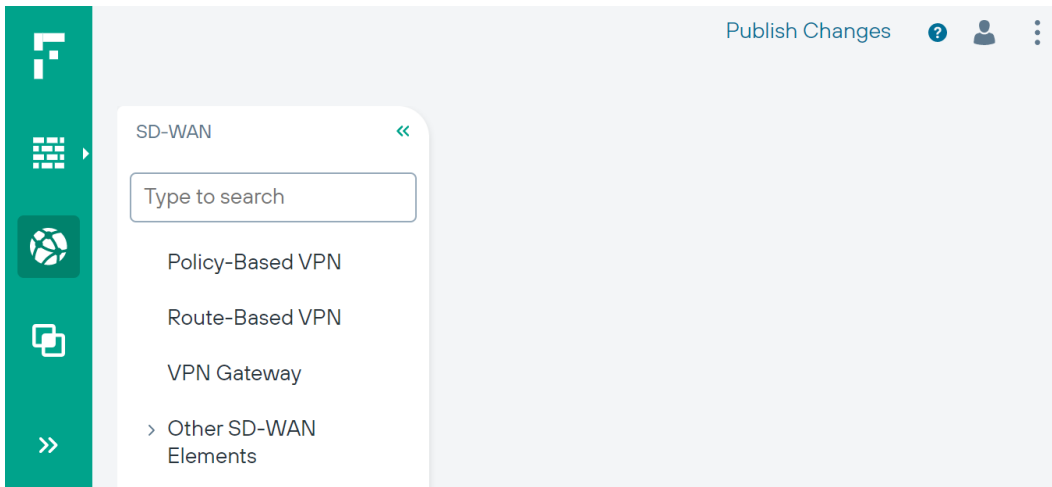 Publish Changes
SD-WAN
Type to search
Policy-Based VPN
Route-Based VPN
VPN Gateway
Other SD-WAN
Elements